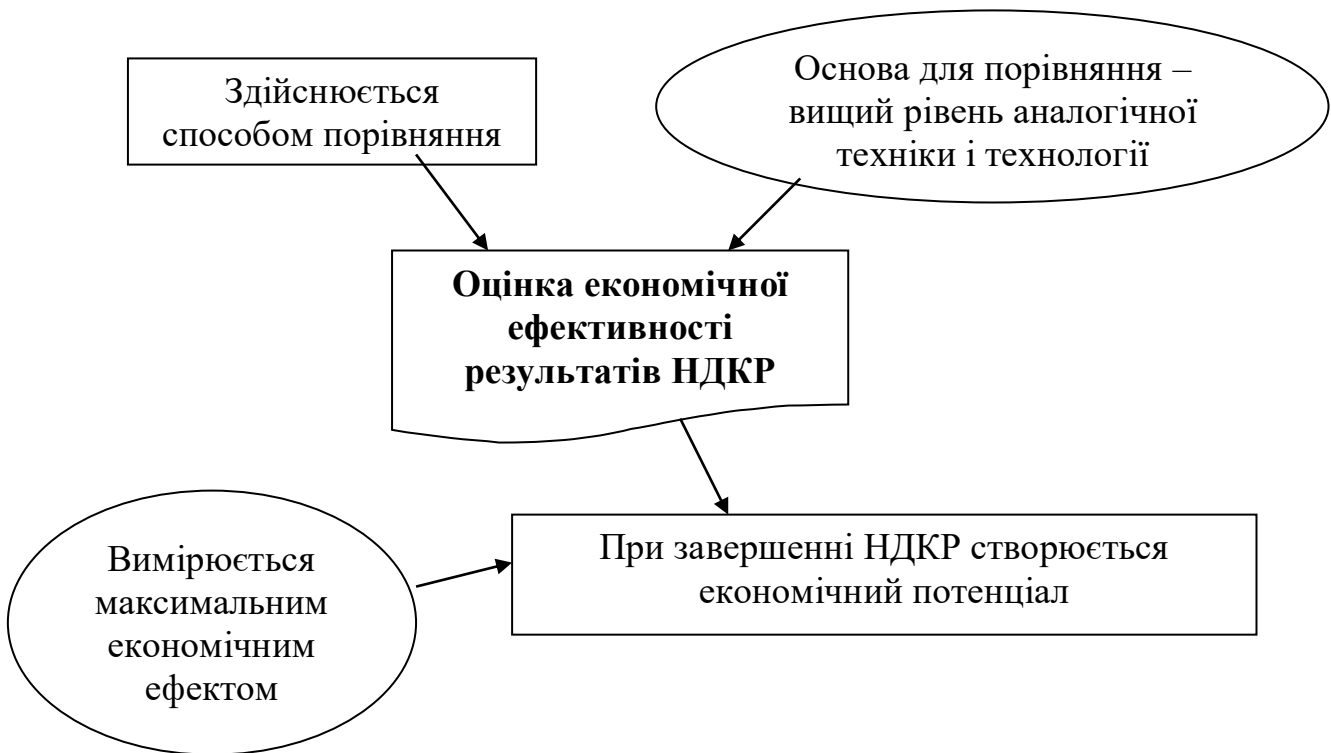 Здійснюється
способом порівняння
Основа для порівняння –
вищий рівень аналогічної
техніки і технології
Оцінка економічної
ефективності
результатів НДКР
При завершенні НДКР створюється
економічний потенціал
Вимірюється
максимальним
економічним
ефектом